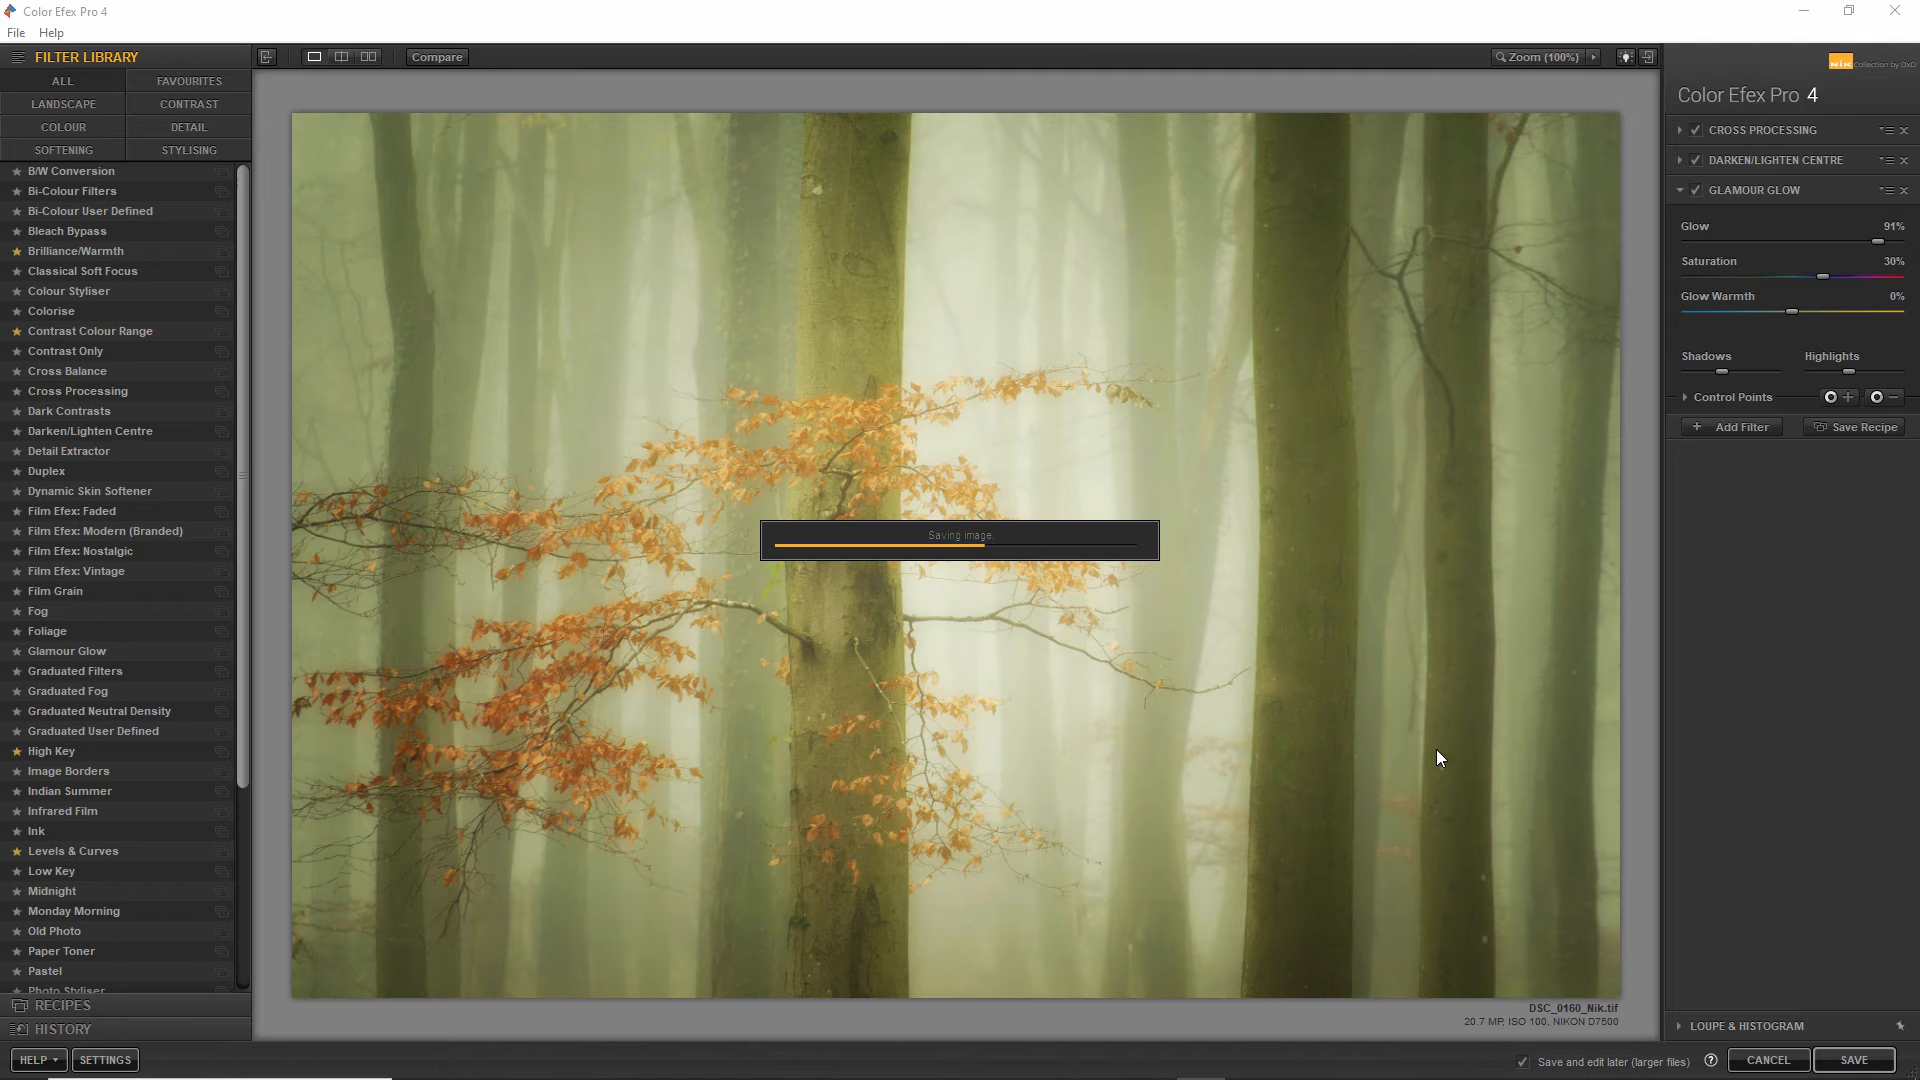 Color Efex Pro 4
File Help
FILTER LIBRARY
Compare
Zoom (100%)
ALL FAVOURITES
LANDSCAPE CONTRAST
COLOUR DETAIL
SOFTENING STYLISING
B/W Conversion
Bi-Colour Filters
Bi-Colour User Defined
Bleach Bypass
Brilliance/Warmth
Classical Soft Focus
Colour Styliser
Colorise
Contrast Colour Range
Contrast Only
Cross Balance
Cross Processing
Dark Contrasts
Darken/Lighten Centre
Detail Extractor
Duplex
Dynamic Skin Softener
Film Efex: Faded
Film Efex: Modern (Branded)
Film Efex: Nostalgic
Film Efex: Vintage
Film Grain
Fog
Foliage
Glamour Glow
Graduated Filters
Graduated Fog
Graduated Neutral Density
Graduated User Defined
High Key
Image Borders
Indian Summer
Infrared Film
Ink
Levels & Curves
Low Key
Midnight
Monday Morning
Old Photo
Paper Toner
Pastel
Photo Styliser
RECIPES
HISTORY
HELP SETTINGS
Saving image.
DSC_0160_Nik.tif
20.7 MP, ISO 100, NIKON D7500
Nik Collection by DxO
Color Efex Pro 4
CROSS PROCESSING
DARKEN/LIGHTEN CENTRE
GLAMOUR GLOW
Glow 91%
Saturation 30%
Glow Warmth 0%
Shadows Highlights
Control Points
Add Filter Save Recipe
LOUPE & HISTOGRAM
Save and edit later (larger files) ? CANCEL SAVE